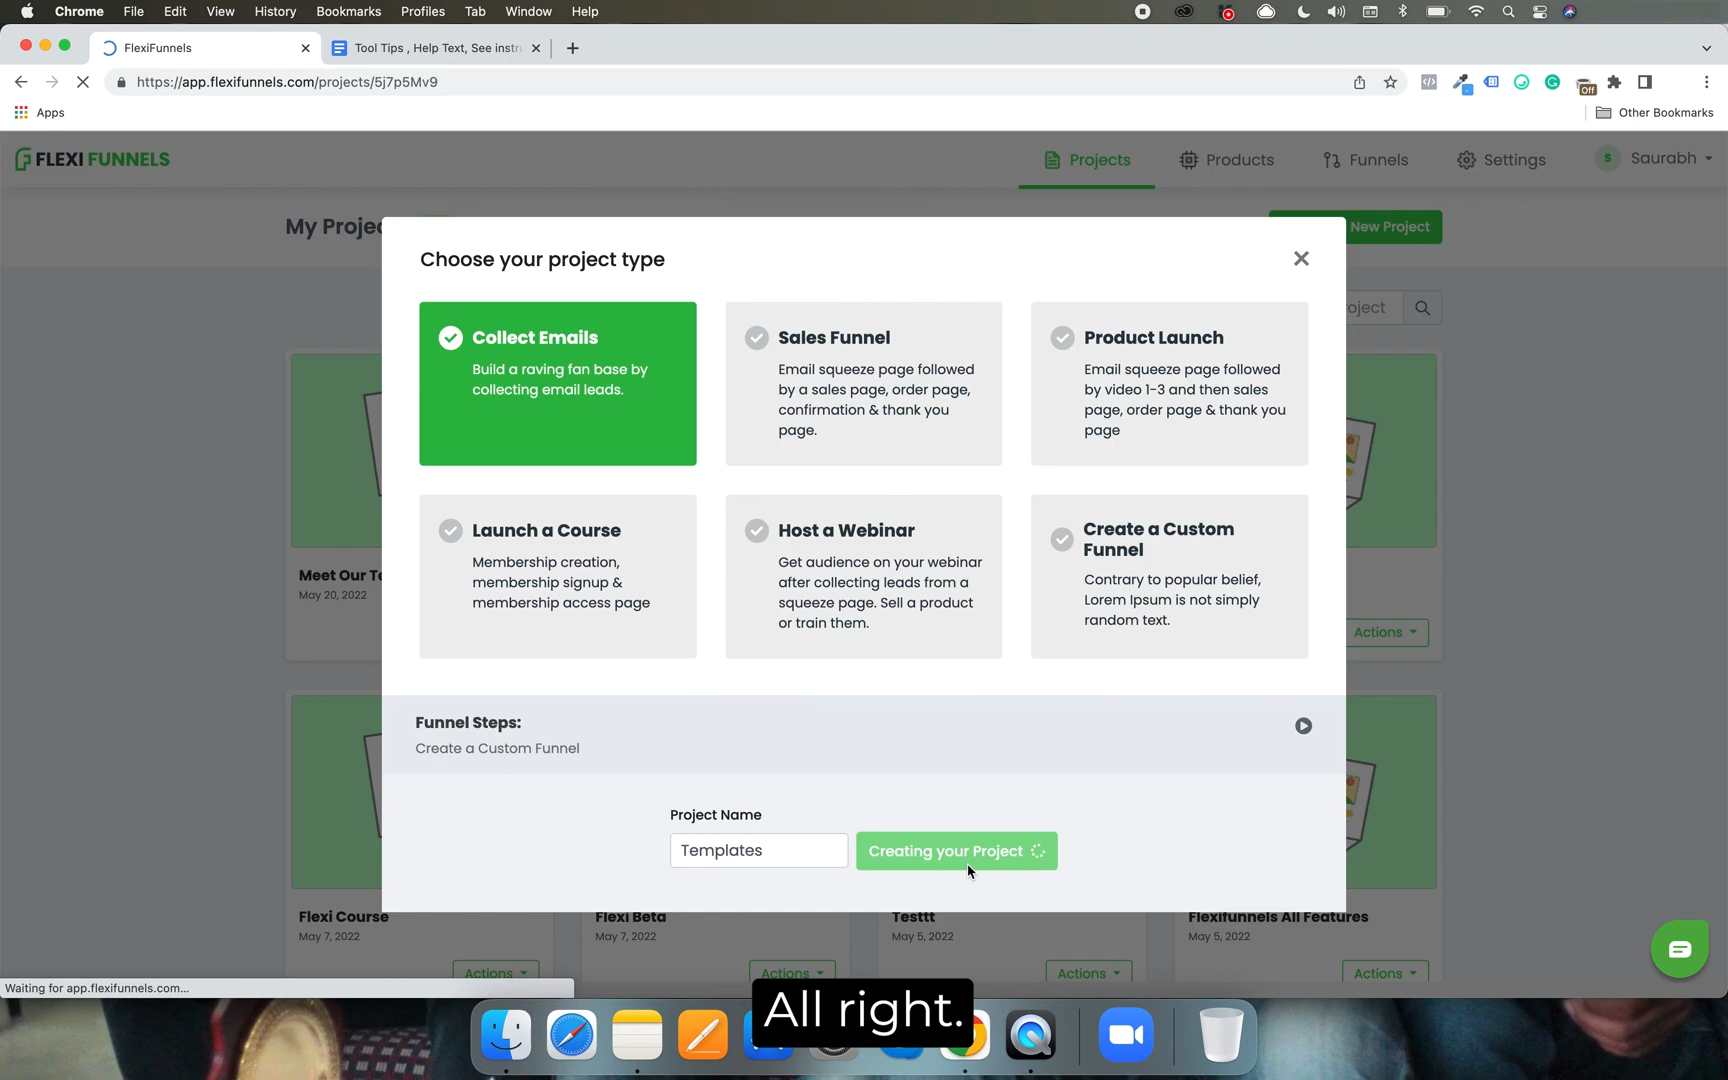 Chrome File Edit View History Bookmarks Profiles Tab Window Help
FlexiFunnels
Tool Tips , Help Text, See instr
https://app.flexifunnels.com/projects/5j7p5Mv9
Off
Apps
Other Bookmarks
FLEXI FUNNELS
Projects
Products
Funnels
Settings
S
Saurabh
My Projec
New Project
Choose your project type
Collect Emails
Build a raving fan base by
collecting email leads.
Sales Funnel
Email squeeze page followed
by a sales page, order page,
confirmation & thank you
page.
Product Launch
Email squeeze page followed
by video 1-3 and then sales
page, order page & thank you
page
oject
Launch a Course
Membership creation,
membership signup &
membership access page
Host a Webinar
Get audience on your webinar
after collecting leads from a
squeeze page. Sell a product
or train them.
Create a Custom
Funnel
Contrary to popular belief,
Lorem Ipsum is not simply
random text.
Meet Our Te
May 20, 2022
Actions
Funnel Steps:
Create a Custom Funnel
Project Name
Templates
Creating your Project
Flexi Course
May 7, 2022
Flexi Beta
May 7, 2022
Testtt
May 5, 2022
Flexifunnels All Features
May 5, 2022
Actions
Actions
Actions
Actions
Waiting for app.flexifunnels.com...
All right.